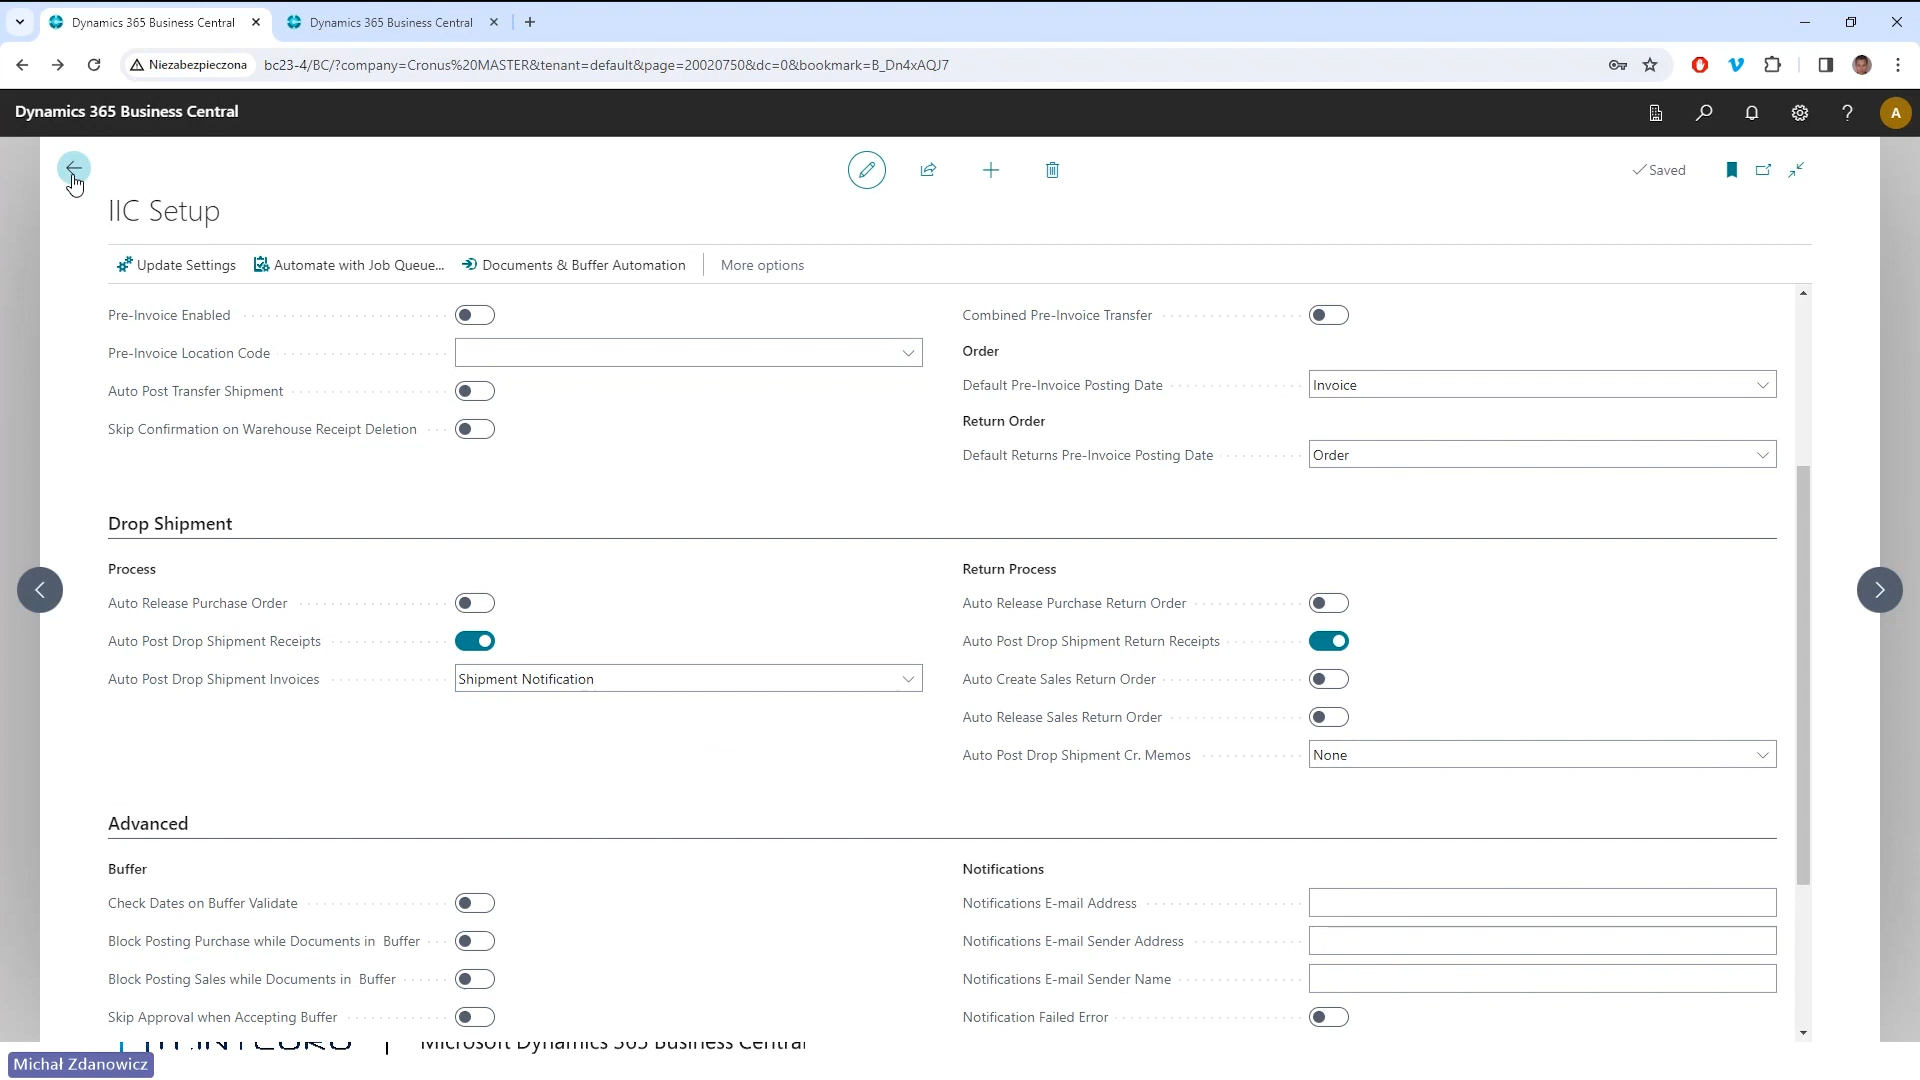 Dynamics 365 Business Central
Dynamics 365 Business Central
Niezabezpieczona
bc23-4/BC/?company=Cronus%20MASTER&tenant=default&page=20020750&dc=0&bookmark=B_Dn4xAQJ7
Dynamics 365 Business Central
A
Saved
IIC Setup
Update Settings
Automate with Job Queue...
Documents & Buffer Automation
More options
Pre-Invoice Enabled
Combined Pre-Invoice Transfer
Pre-Invoice Location Code
Order
Auto Post Transfer Shipment
Default Pre-Invoice Posting Date
Invoice
Skip Confirmation on Warehouse Receipt Deletion
Return Order
Default Returns Pre-Invoice Posting Date
Order
Drop Shipment
Process
Return Process
Auto Release Purchase Order
Auto Release Purchase Return Order
Auto Post Drop Shipment Receipts
Auto Post Drop Shipment Return Receipts
Auto Post Drop Shipment Invoices
Shipment Notification
Auto Create Sales Return Order
Auto Release Sales Return Order
Auto Post Drop Shipment Cr. Memos
None
Advanced
Buffer
Notifications
Check Dates on Buffer Validate
Notifications E-mail Address
Block Posting Purchase while Documents in Buffer
Notifications E-mail Sender Address
Block Posting Sales while Documents in Buffer
Notifications E-mail Sender Name
Skip Approval when Accepting Buffer
Notification Failed Error
Microsoft Dynamics 365 Business Central
Michał Zdanowicz